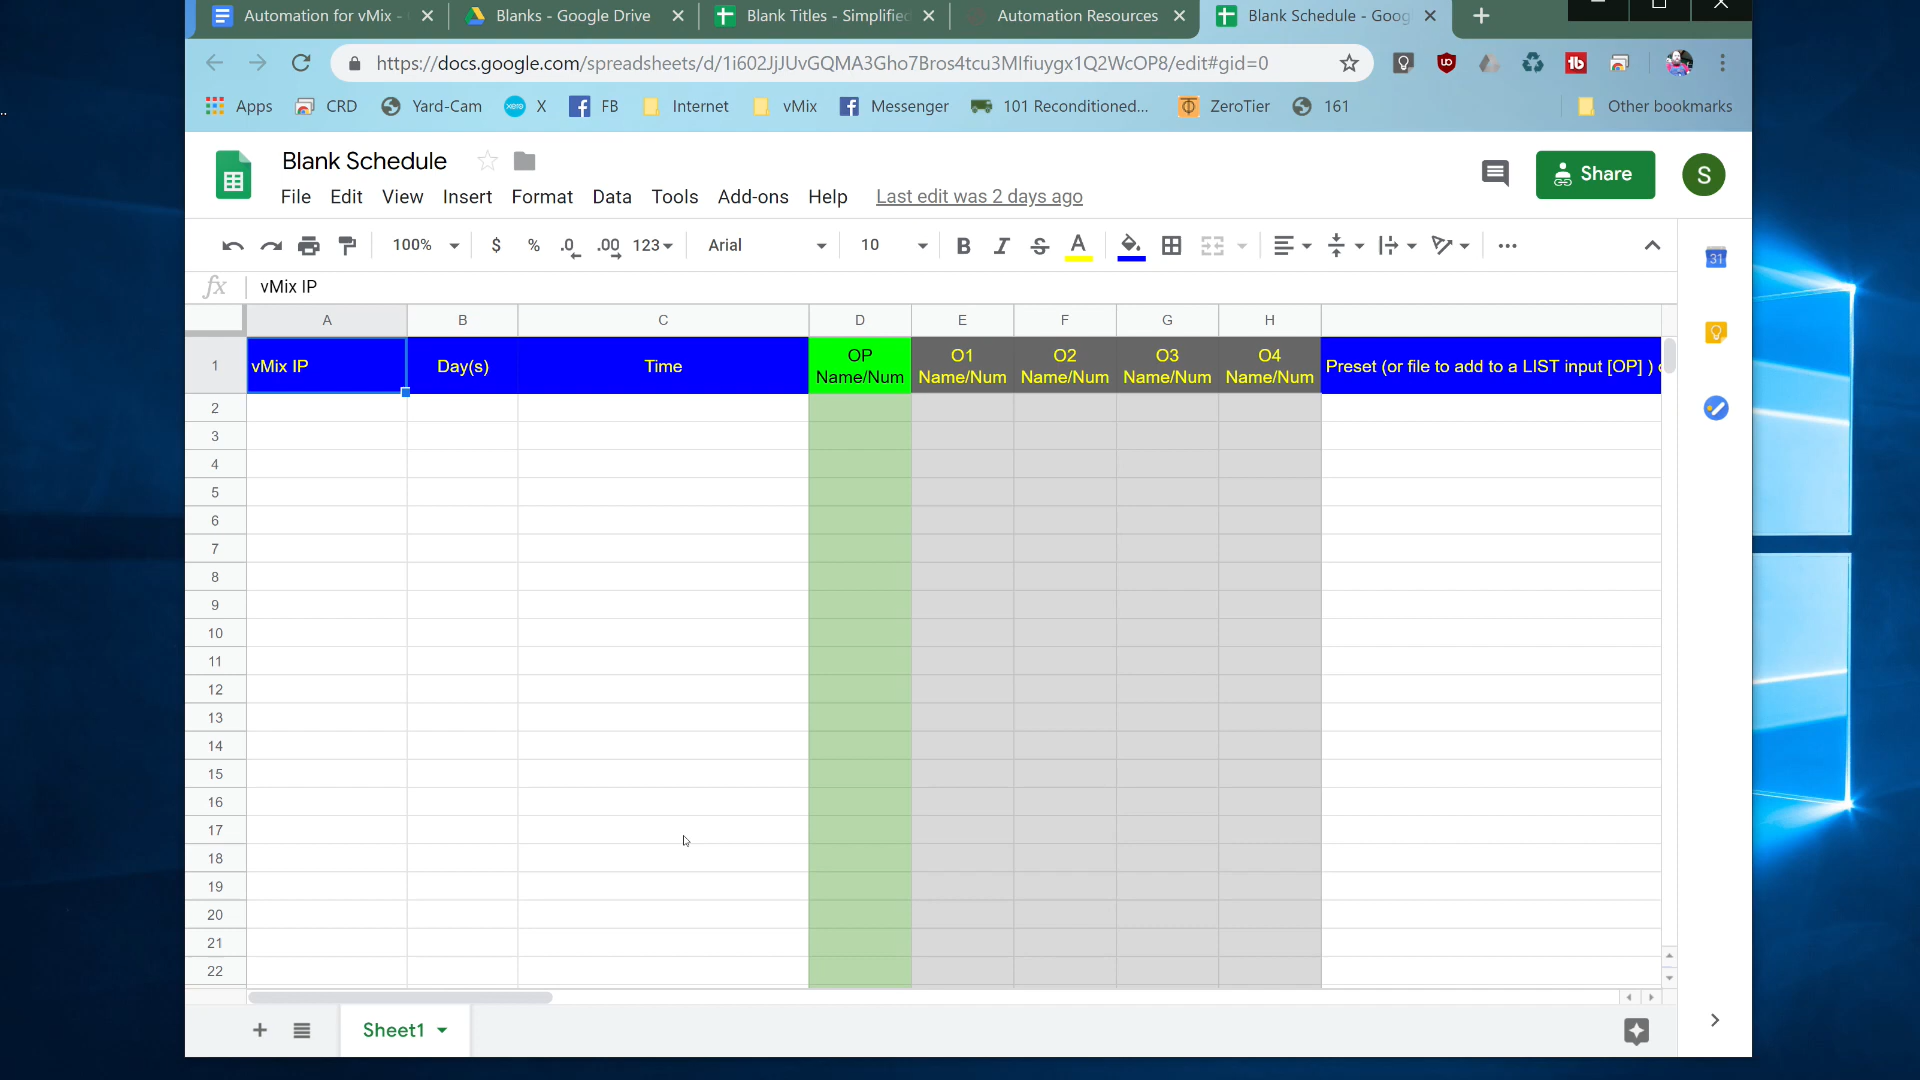 Automation for vMix -
Blanks - Google Drive
Blank Titles - Simplified
Automation Resources
Blank Schedule - Goog
https://docs.google.com/spreadsheets/d/1i602JjJUvGQMA3Gho7Bros4tcu3MIfiuygx1Q2WcOP8/edit#gid=0
Apps CRD Yard-Cam xero X FB Internet vMix Messenger 101 Reconditioned... ZeroTier 161 Other bookmarks
Blank Schedule
Share
S
File Edit View Insert Format Data Tools Add-ons Help Last edit was 2 days ago
100% $ % .0 .00 123 Arial 10 B I S A
31
fx vMix IP
A B C D E F G H
1 vMix IP Day(s) Time OP Name/Num O1 Name/Num O2 Name/Num O3 Name/Num O4 Name/Num Preset (or file to add to a LIST input [OP] )
2
3
4
5
6
7
8
9
10
11
12
13
14
15
16
17
18
19
20
21
22
Sheet1